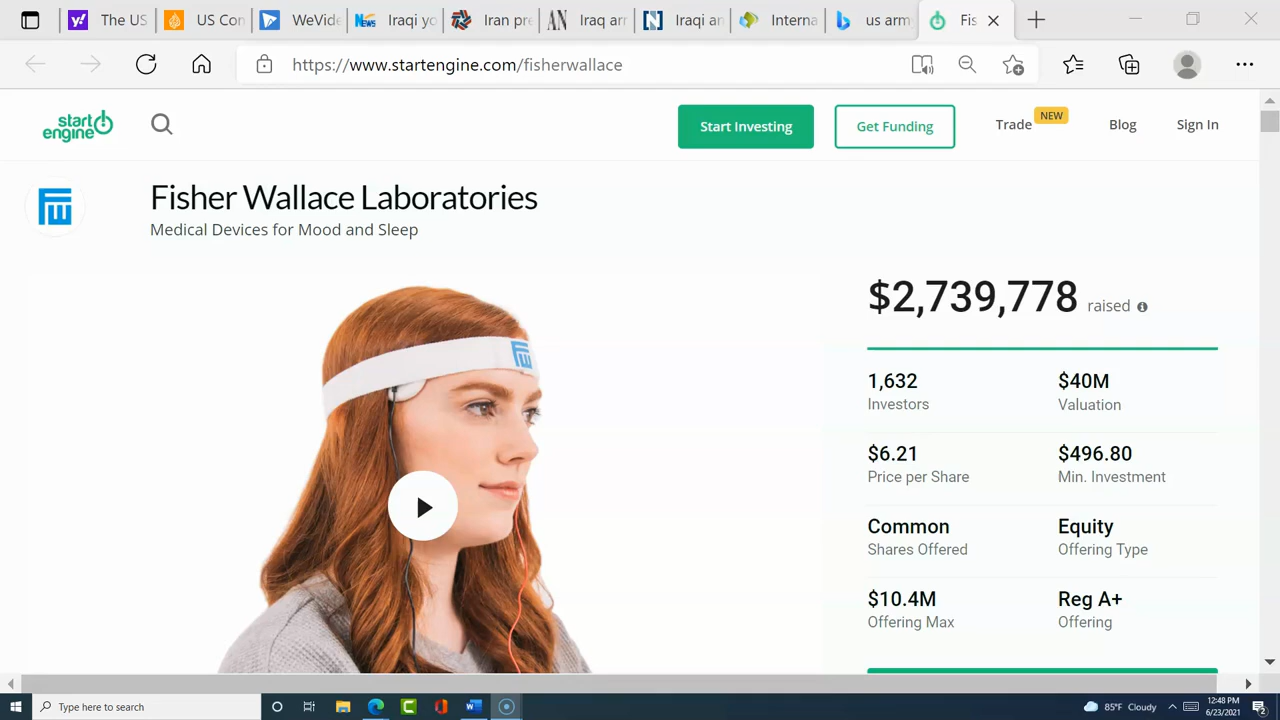 The US
US Con
WeVide
Iraqi yo
Iran pre
Iraq arr
Iraqi an
Interna
us arm
Fis
https://www.startengine.com/fisherwallace
start engine
Start Investing
Get Funding
Trade
NEW
Blog
Sign In
FW
Fisher Wallace Laboratories
Medical Devices for Mood and Sleep
FW
$2,739,778 raised
1,632
Investors
$40M
Valuation
$6.21
Price per Share
$496.80
Min. Investment
Common
Shares Offered
Equity
Offering Type
$10.4M
Offering Max
Reg A+
Offering
Type here to search
85°F Cloudy
12:48 PM
6/23/2021
2